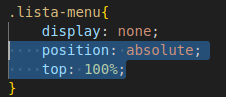 .lista-menu{
    display: none;
    position: absolute;
    top: 100%;
}